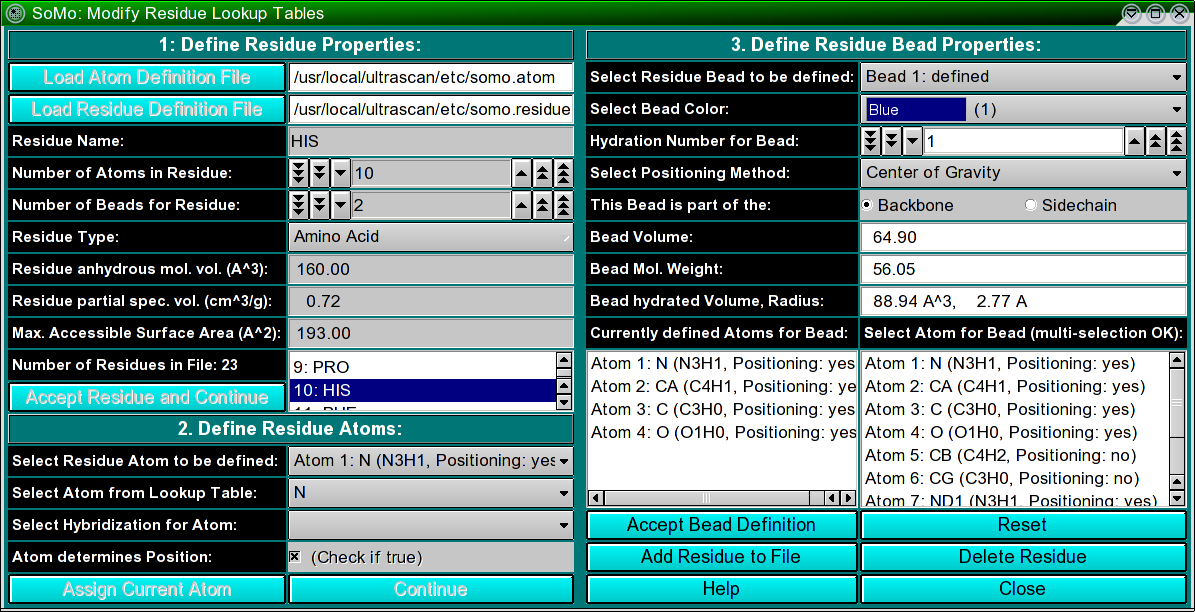 SoMo: Modify Residue Lookup Tables
1: Define Residue Properties:
Load Atom Definition File
/usr/local/ultrascan/etc/somo.atom
Load Residue Definition File
/usr/local/ultrascan/etc/somo.residue
Residue Name:
HIS
Number of Atoms in Residue:
10
Number of Beads for Residue:
2
Residue Type:
Amino Acid
Residue anhydrous mol. vol. (A^3):
160.00
Residue partial spec. vol. (cm^3/g):
0.72
Max. Accessible Surface Area (A^2):
193.00
Number of Residues in File: 23
9: PRO
10: HIS
Accept Residue and Continue
2. Define Residue Atoms:
Select Residue Atom to be defined:
Atom 1: N (N3H1, Positioning: yes
Select Atom from Lookup Table:
N
Select Hybridization for Atom:
Atom determines Position:
(Check if true)
Assign Current Atom
Continue
3. Define Residue Bead Properties:
Select Residue Bead to be defined:
Bead 1: defined
Select Bead Color:
Blue (1)
Hydration Number for Bead:
1
Select Positioning Method:
Center of Gravity
This Bead is part of the:
Backbone
Sidechain
Bead Volume:
64.90
Bead Mol. Weight:
56.05
Bead hydrated Volume, Radius:
88.94 A^3, 2.77 A
Currently defined Atoms for Bead:
Atom 1: N (N3H1, Positioning: yes
Atom 2: CA (C4H1, Positioning: yes
Atom 3: C (C3H0, Positioning: yes
Atom 4: O (O1H0, Positioning: yes
Select Atom for Bead (multi-selection OK):
Atom 1: N (N3H1, Positioning: yes)
Atom 2: CA (C4H1, Positioning: yes)
Atom 3: C (C3H0, Positioning: yes)
Atom 4: O (O1H0, Positioning: yes)
Atom 5: CB (C4H2, Positioning: no)
Atom 6: CG (C3H0, Positioning: no)
Atom 7: ND1 (N3H1, Positioning: yes)
Accept Bead Definition
Reset
Add Residue to File
Delete Residue
Help
Close